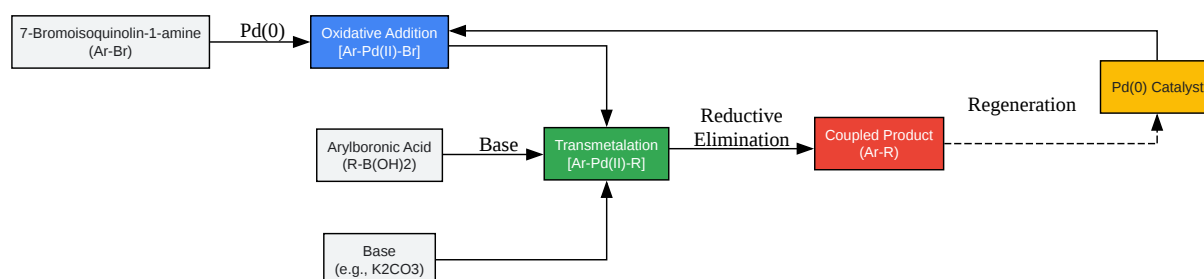 7-Bromoisoquinolin-1-amine
(Ar-Br)
Pd(0)
Oxidative Addition
[Ar-Pd(II)-Br]
Pd(0) Catalyst
Regeneration
Arylboronic Acid
(R-B(OH)2)
Base
Transmetalation
[Ar-Pd(II)-R]
Reductive
Elimination
Coupled Product
(Ar-R)
Base
(e.g., K2CO3)